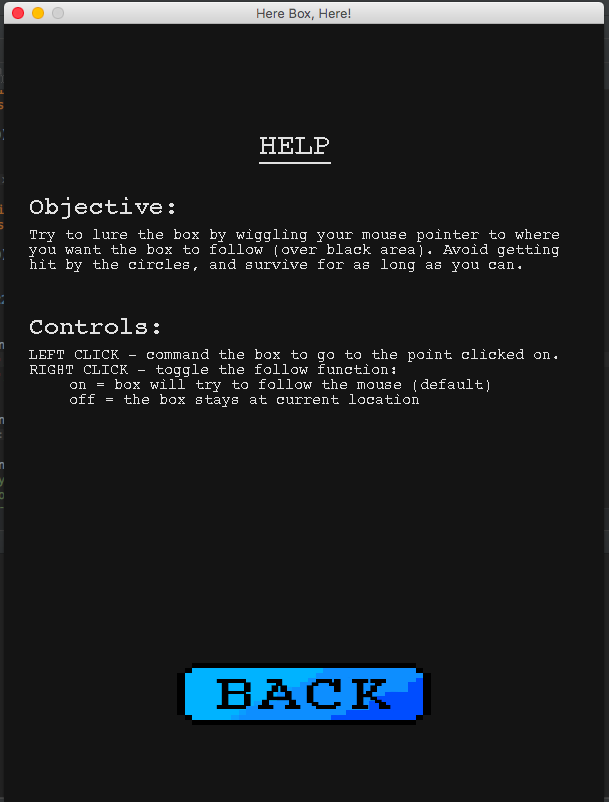 Here Box, Here!
HELP
Objective:
Try to lure the box by wiggling your mouse pointer to where
you want the box to follow (over black area). Avoid getting
hit by the circles, and survive for as long as you can.
Controls:
LEFT CLICK - command the box to go to the point clicked on.
RIGHT CLICK - toggle the follow function:
on = box will try to follow the mouse (default)
off = the box stays at current location
BACK